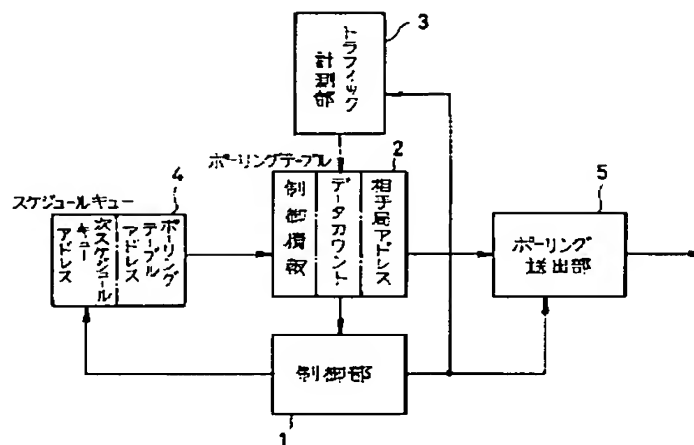 3
トラフィック
計測部
ポーリングテーブル
2
制御情報
データカウント
相手局アドレス
スケジュールキュー
4
ポーリング
テーブル
アドレス
次スケジュール
キュー
アドレス
5
ポーリング
送出部
制御部
1